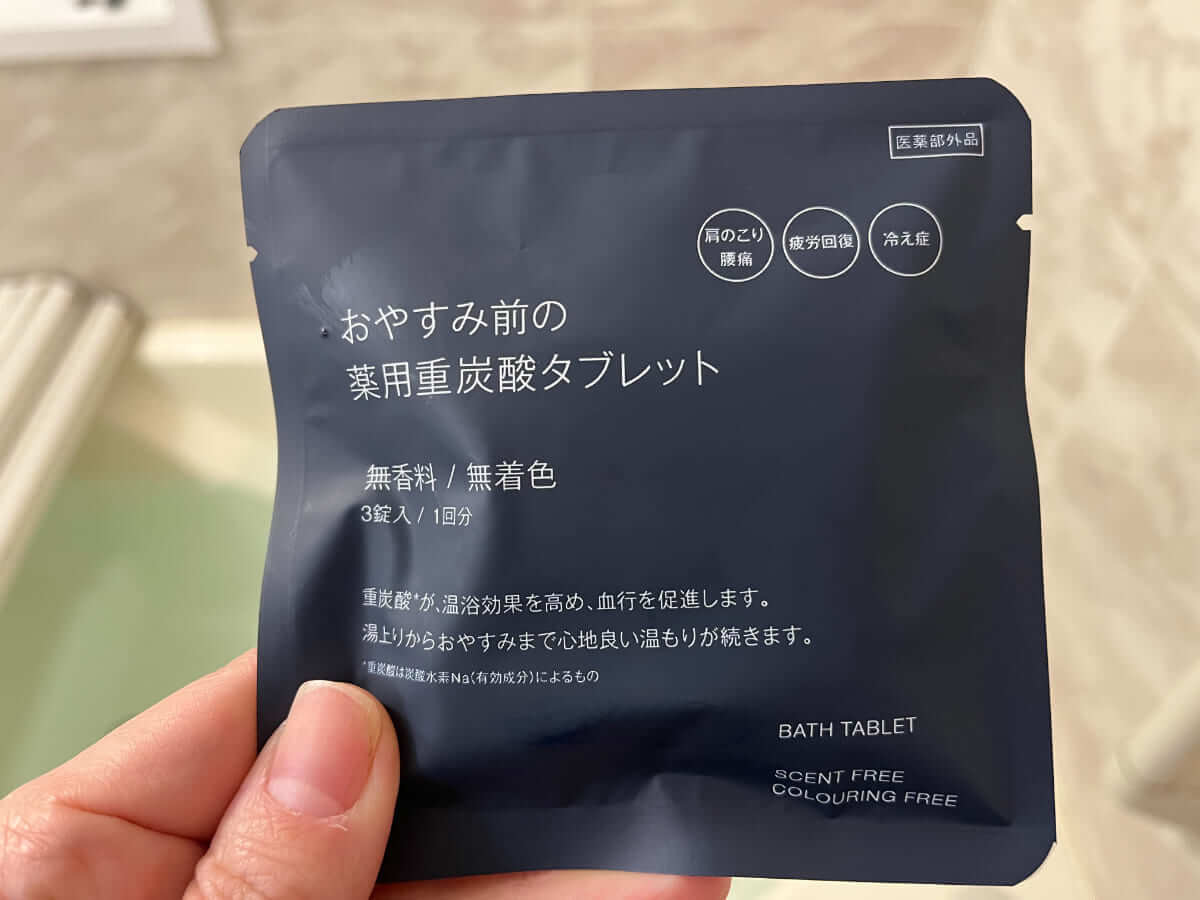 医薬部外品
肩のこり
腰痛
疲労回復
冷え症
おやすみ前の
薬用重炭酸タブレット
無香料 / 無着色
3錠入 / 1回分
重炭酸*が、温浴効果を高め、血行を促進します。
湯上りからおやすみまで心地良い温もりが続きます。
*重炭酸は炭酸水素Na(有効成分)によるもの
BATH TABLET
SCENT FREE
COLOURING FREE